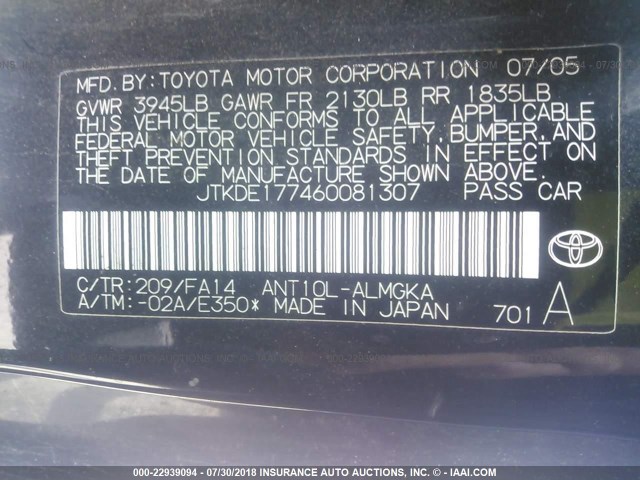 MFD. BY: TOYOTA MOTOR CORPORATION 07/05
GVWR 3945LB GAWR FR 2130LB RR 1835LB
THIS VEHICLE CONFORMS TO ALL APPLICABLE
FEDERAL MOTOR VEHICLE SAFETY, BUMPER, AND
THEFT PREVENTION STANDARDS IN EFFECT ON
THE DATE OF MANUFACTURE SHOWN ABOVE.
JTKDE177460081307 PASS CAR
C/TR: 209/FA14 ANT10L-ALMGKA
A/TM: -02A/E350* MADE IN JAPAN 701 A
000-22939094 - 07/30/2018 INSURANCE AUTO AUCTIONS, INC. - © - IAAI.COM